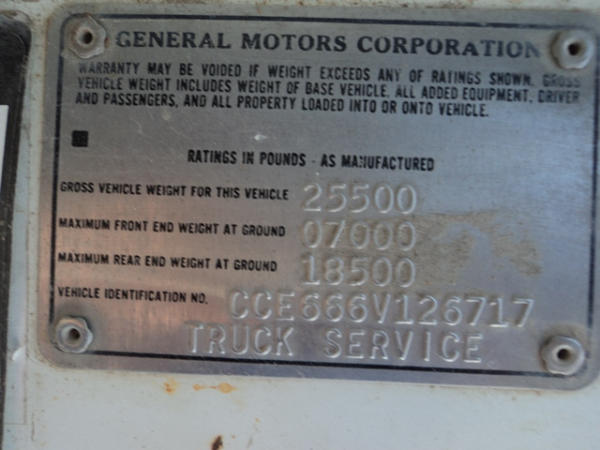 GENERAL MOTORS CORPORATION
WARRANTY MAY BE VOIDED IF WEIGHT EXCEEDS ANY OF RATINGS SHOWN. GROSS
VEHICLE WEIGHT INCLUDES WEIGHT OF BASE VEHICLE. ALL ADDED EQUIPMENT, DRIVER
AND PASSENGERS, AND ALL PROPERTY LOADED INTO OR ONTO VEHICLE.
RATINGS IN POUNDS - AS MANUFACTURED
GROSS VEHICLE WEIGHT FOR THIS VEHICLE 25500
MAXIMUM FRONT END WEIGHT AT GROUND 07000
MAXIMUM REAR END WEIGHT AT GROUND 18500
VEHICLE IDENTIFICATION NO. CCE666V126717
TRUCK SERVICE